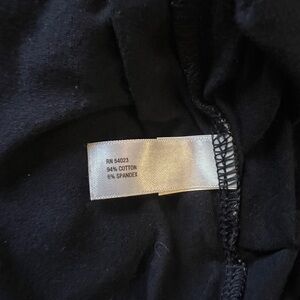 RN 54023
94% COTTON
6% SPANDEX